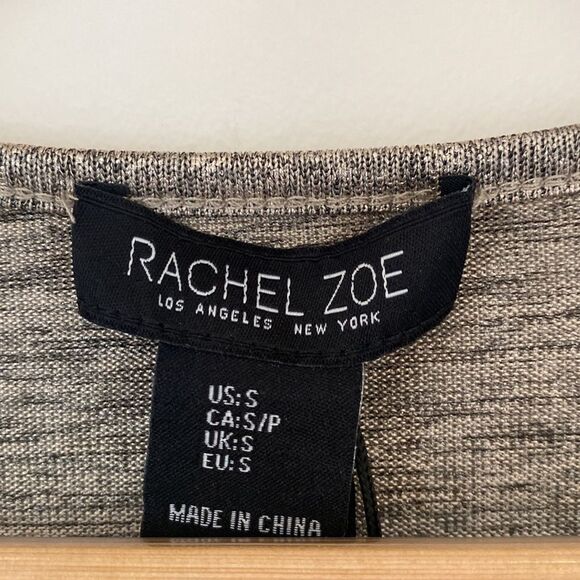 RACHEL ZOE
LOS ANGELES NEW YORK
US: S
CA: S/P
UK: S
EU: S
MADE IN CHINA